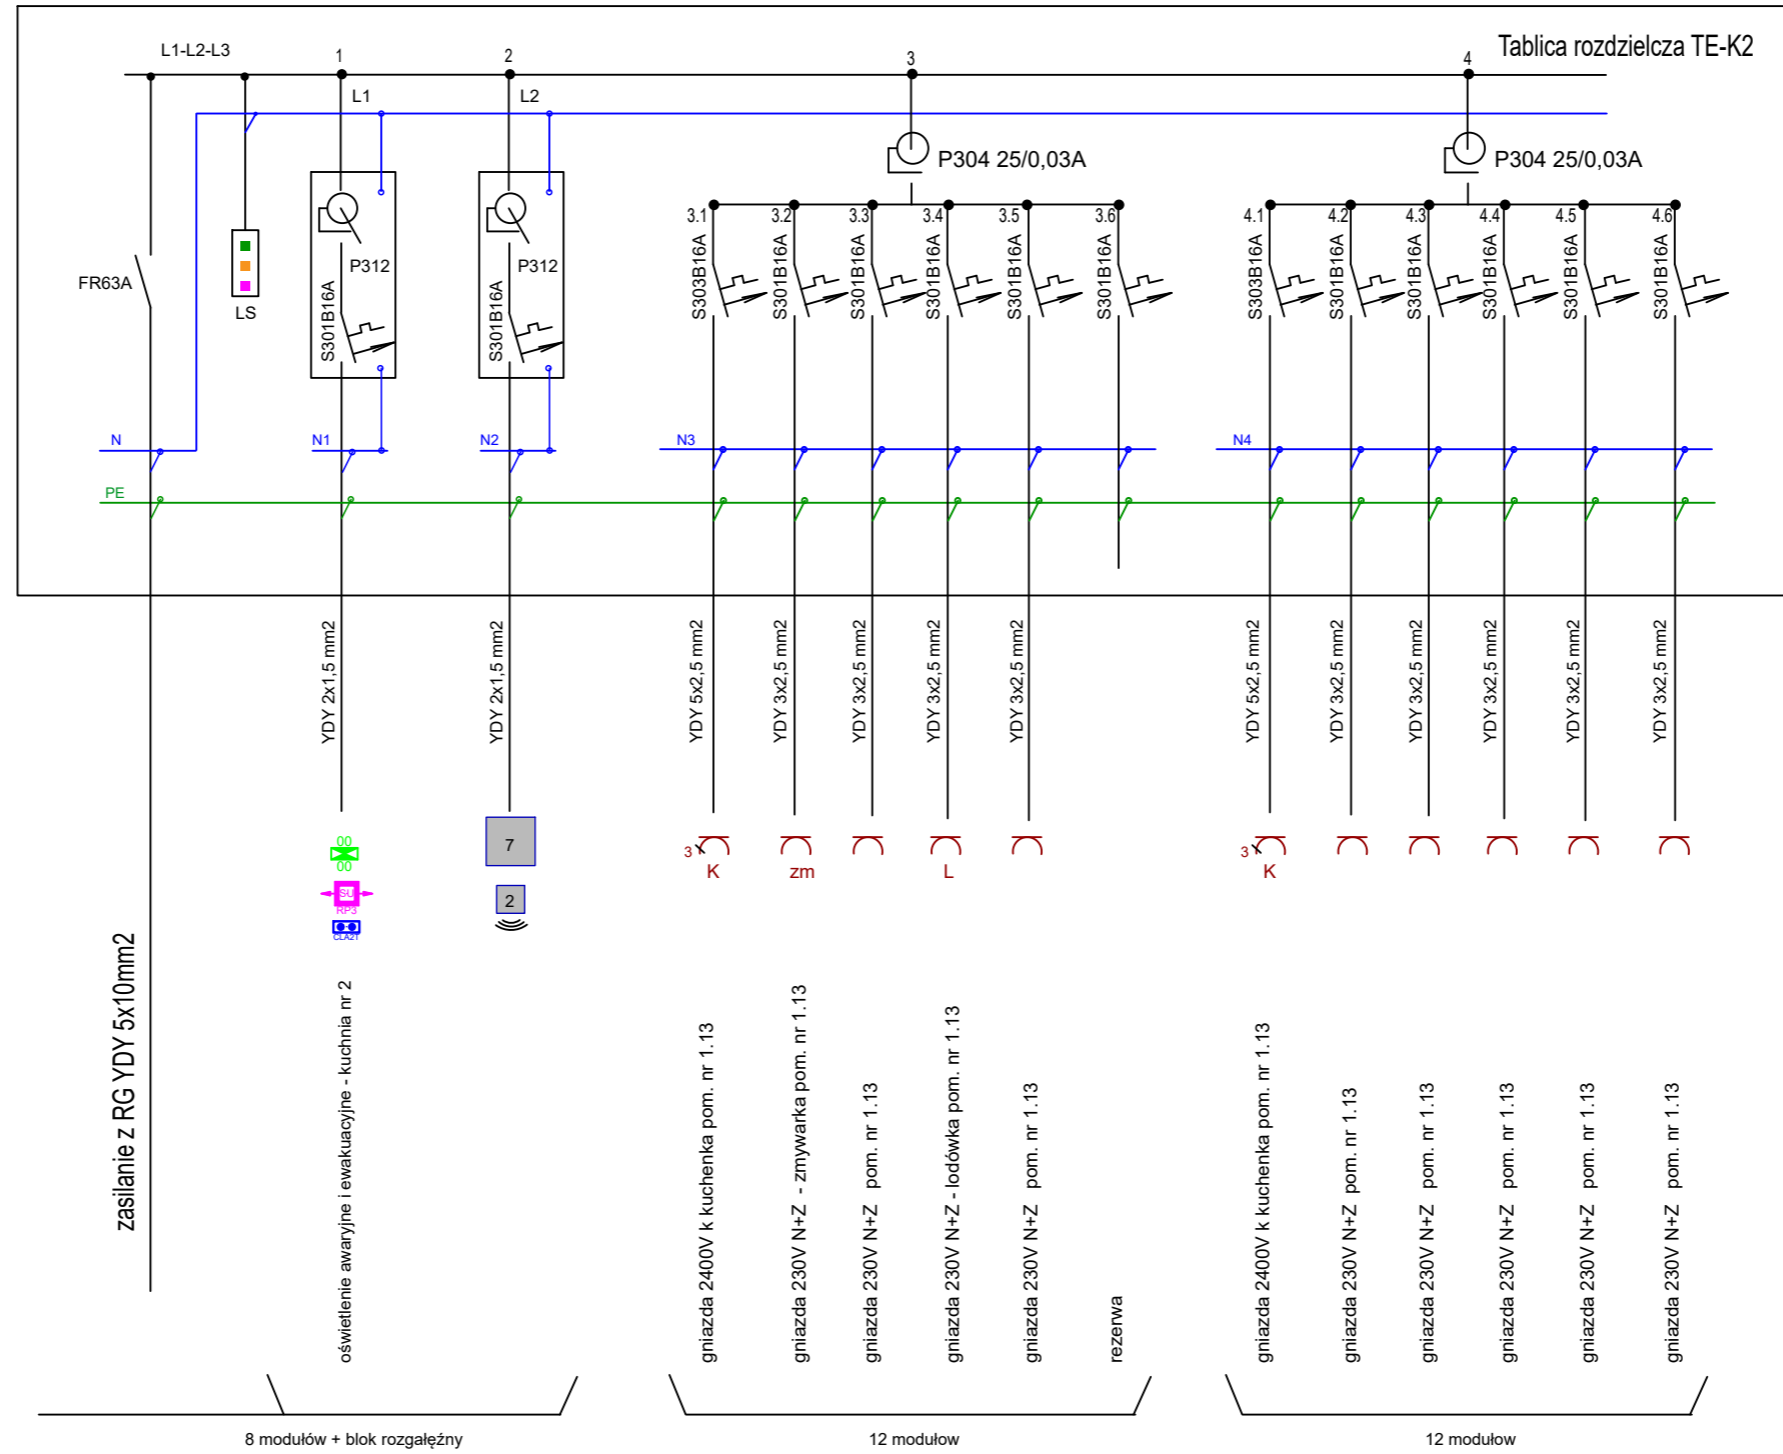 Tablica rozdzielcza TE-K2
L1-L2-L3
1
2
3
4
L1
L2
P304 25/0,03A
P304 25/0,03A
3.1
3.2
3.3
3.4
3.5
3.6
4.1
4.2
4.3
4.4
4.5
4.6
FR63A
LS
P312
S301B16A
P312
S301B16A
S303B16A
S301B16A
S301B16A
S301B16A
S301B16A
S301B16A
S303B16A
S301B16A
S301B16A
S301B16A
S301B16A
S301B16A
N
N1
N2
N3
N4
PE
YDY 2x1,5 mm2
YDY 2x1,5 mm2
YDY 5x2,5 mm2
YDY 3x2,5 mm2
YDY 3x2,5 mm2
YDY 3x2,5 mm2
YDY 3x2,5 mm2
YDY 5x2,5 mm2
YDY 3x2,5 mm2
YDY 3x2,5 mm2
YDY 3x2,5 mm2
YDY 3x2,5 mm2
YDY 3x2,5 mm2
00
00
SU
RP3
CLA2T
7
2
3
K
zm
L
3
K
zasilanie z RG YDY 5x10mm2
oświetlenie awaryjne i ewakuacyjne - kuchnia nr 2
gniazda 2400V k kuchenka pom. nr 1.13
gniazda 230V N+Z - zmywarka pom. nr 1.13
gniazda 230V N+Z pom. nr 1.13
gniazda 230V N+Z - lodówka pom. nr 1.13
gniazda 230V N+Z pom. nr 1.13
rezerwa
gniazda 2400V k kuchenka pom. nr 1.13
gniazda 230V N+Z pom. nr 1.13
gniazda 230V N+Z pom. nr 1.13
gniazda 230V N+Z pom. nr 1.13
gniazda 230V N+Z pom. nr 1.13
gniazda 230V N+Z pom. nr 1.13
8 modułów + blok rozgałęźny
12 modułow
12 modułow